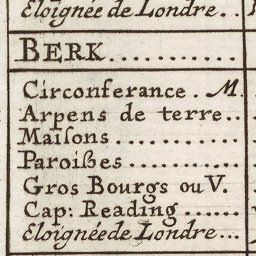 Eloignée de Londre..
BERK..........
Circonferance . M.
Arpens de terre..
Maisons...........
Paroißes..........
Gros Bourgs ou V.
Cap: Reading ......
Eloignée de Londre...